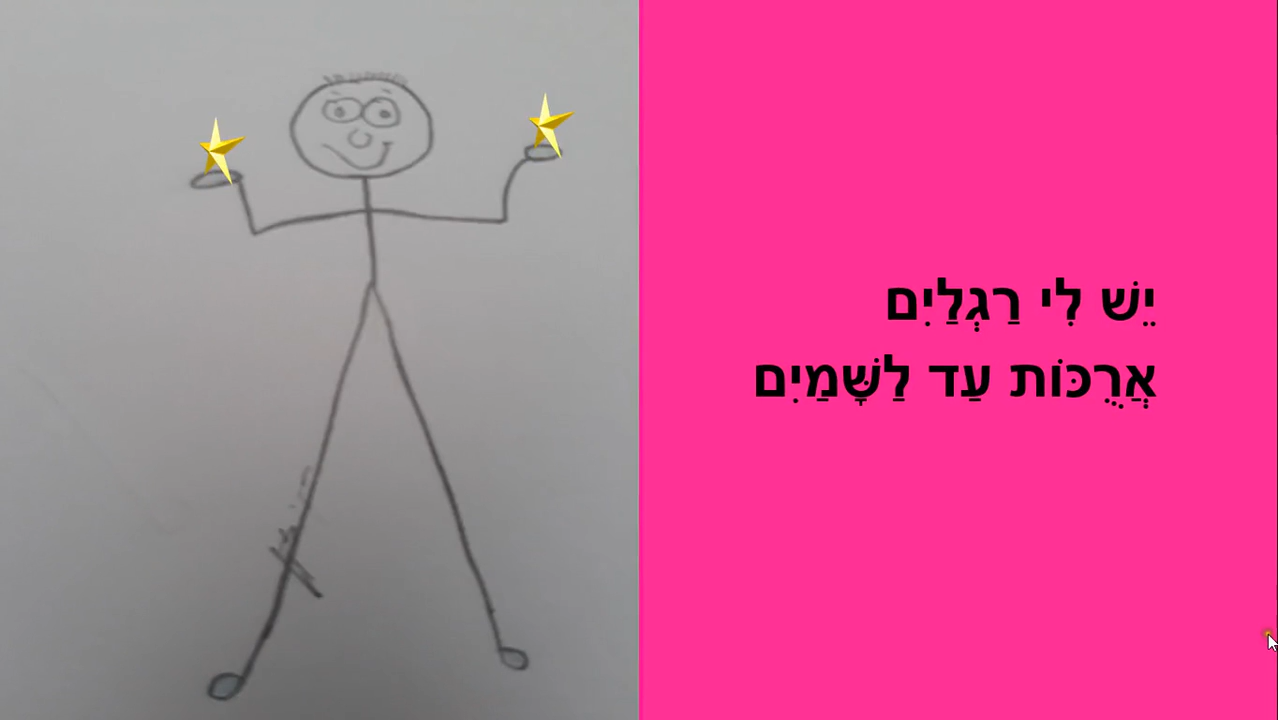 יֵשׁ לִי רַגְלַיִם
אֲרֻכּוֹת עַד לַשָּׁמַיִם